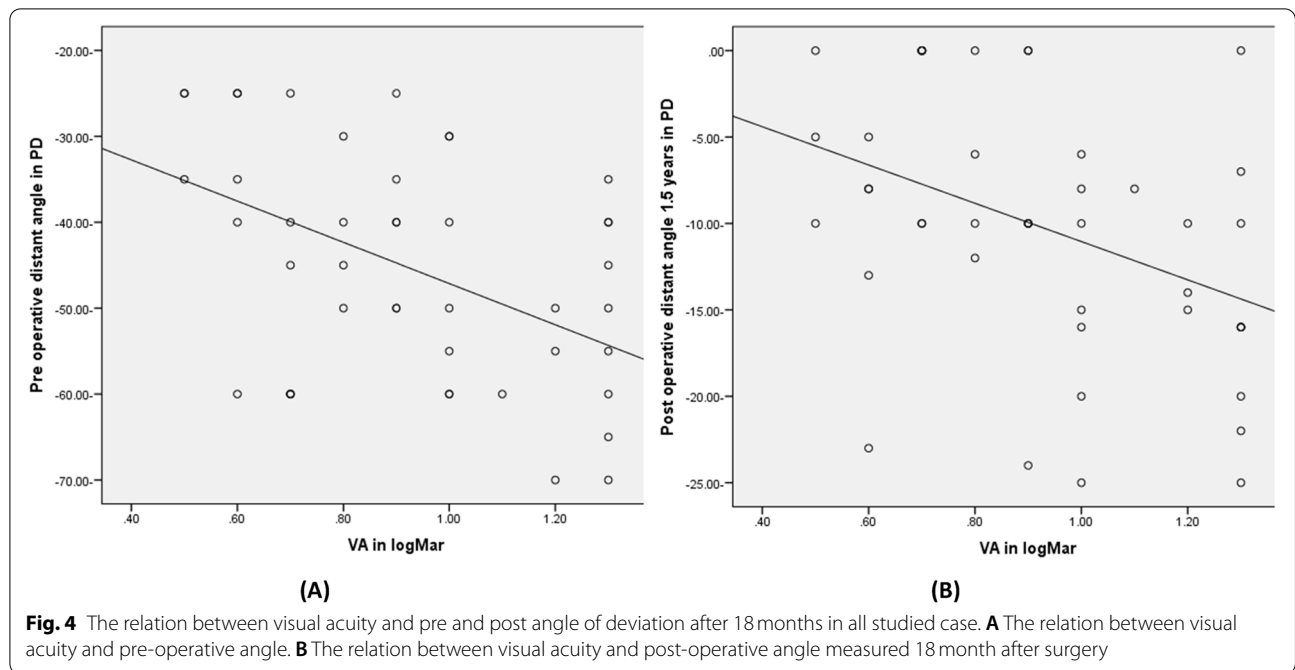 -20.00-
-30.00-
-40.00-
-50.00-
-60.00-
-70.00-
Pre operative distant angle in PD
.40 .60 .80 1.00 1.20
VA in logMar
(A)
.00
-5.00-
-10.00-
-15.00-
-20.00-
-25.00-
Post operative distant angle 1.5 years in PD
.40 .60 .80 1.00 1.20
VA in logMar
(B)
Fig. 4 The relation between visual acuity and pre and post angle of deviation after 18 months in all studied case. A The relation between visual
acuity and pre-operative angle. B The relation between visual acuity and post-operative angle measured 18 month after surgery